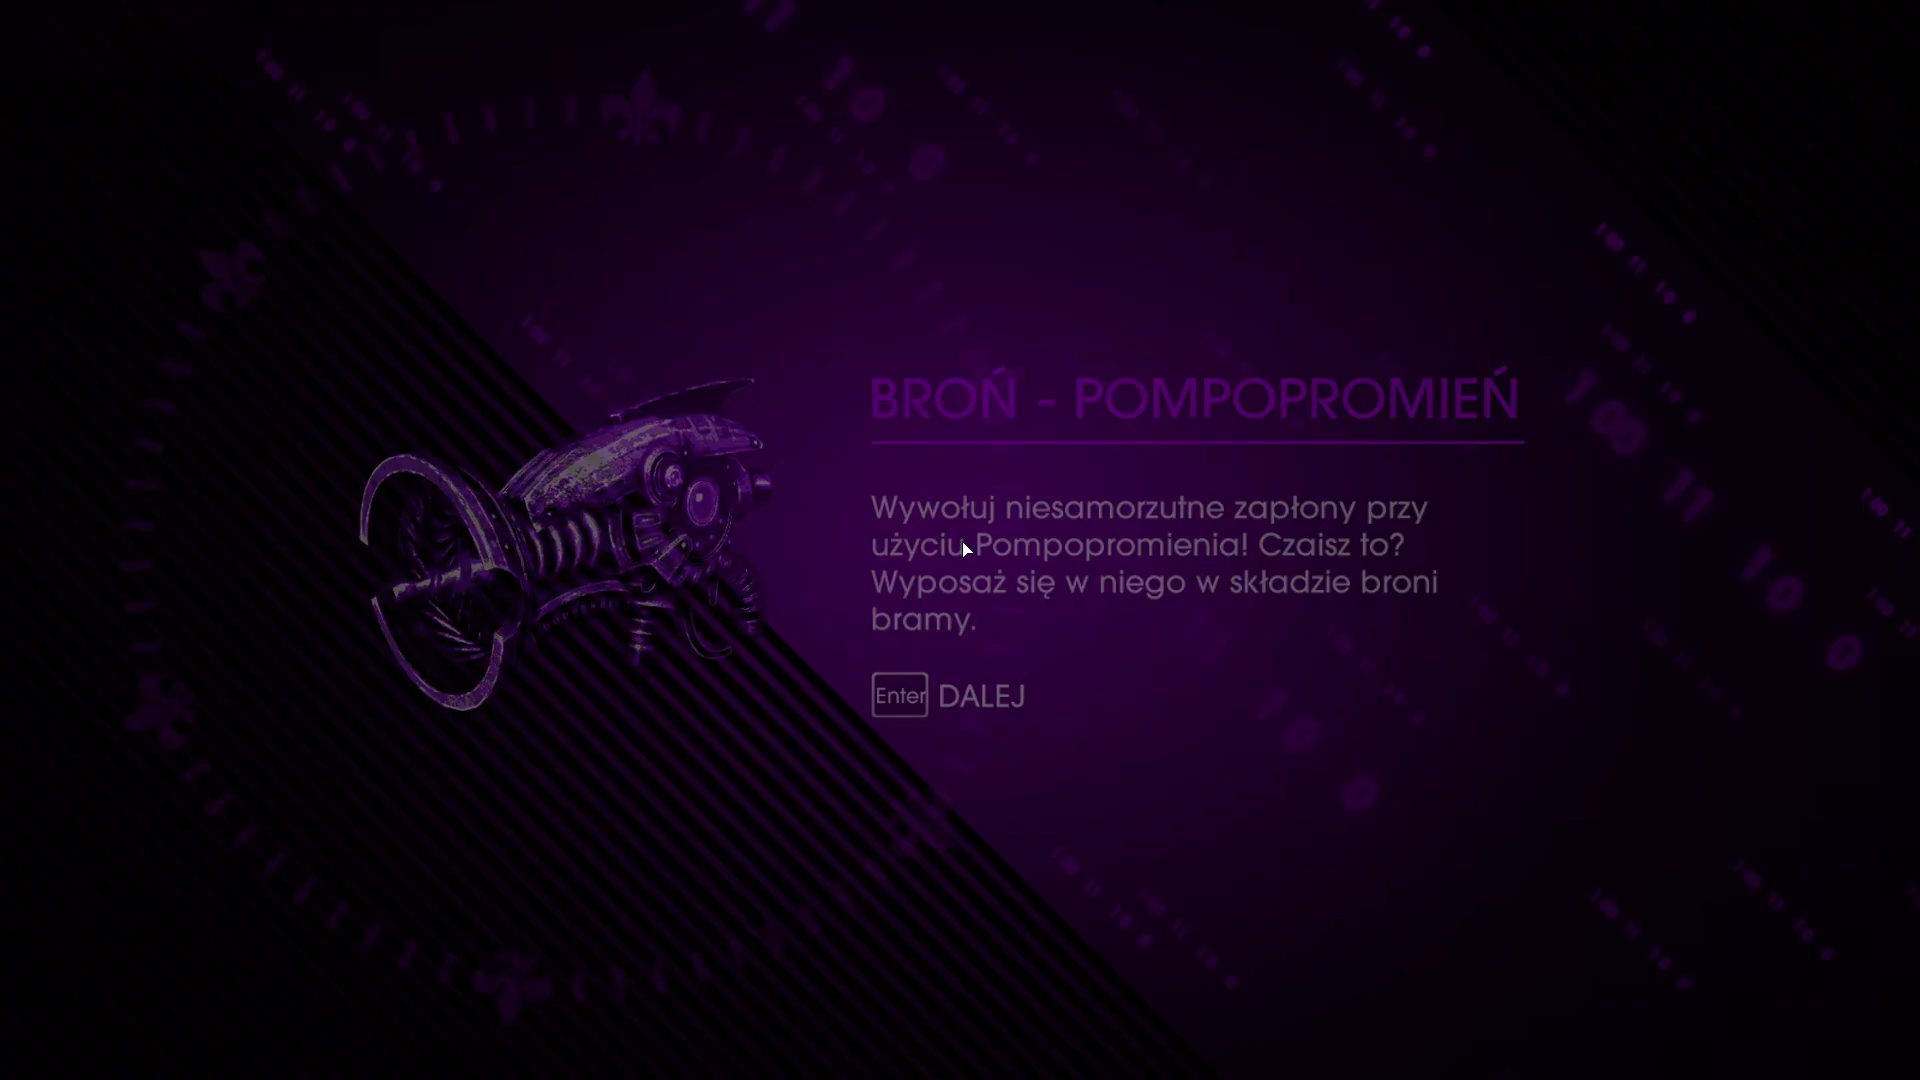 BROŃ - POMPOPROMIEŃ
Wywołuj niesamorzutne zapłony przy
użyciu Pompopromienia! Czaisz to?
Wyposaż się w niego w składzie broni
bramy.
Enter DALEJ